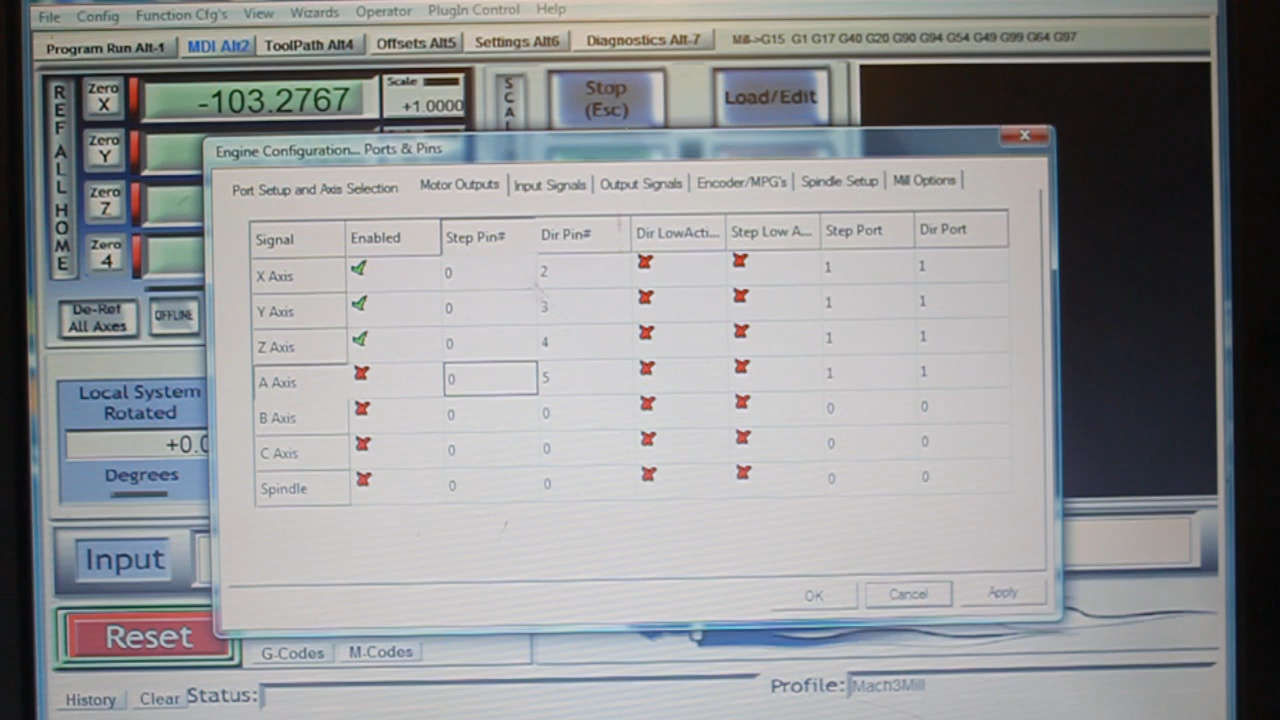 File Config Function Cfg's View Wizards Operator PlugIn Control Help
Program Run Alt-1 MDI Alt2 ToolPath Alt4 Offsets Alt5 Settings Alt6 Diagnostics Alt-7 Mill->G15 G1 G17 G40 G20 G90 G94 G54 G49 G99 G64 G97
REF ALL HOME
Zero X -103.2767 Scale +1.0000
Zero Y
Zero Z
Zero 4
SCAL
Stop (Esc)
Load/Edit
De-Ref All Axes OFFLINE
Local System Rotated
+0.0
Degrees
Engine Configuration... Ports & Pins
Port Setup and Axis Selection Motor Outputs Input Signals Output Signals Encoder/MPG's Spindle Setup Mill Options
Signal Enabled Step Pin# Dir Pin# Dir LowActi... Step Low A... Step Port Dir Port
X Axis 0 2 1 1
Y Axis 0 3 1 1
Z Axis 0 4 1 1
A Axis 0 5 1 1
B Axis 0 0 0 0
C Axis 0 0 0 0
Spindle 0 0 0 0
OK Cancel Apply
Input
Reset
G-Codes M-Codes
History Clear Status: Profile: Mach3Mill